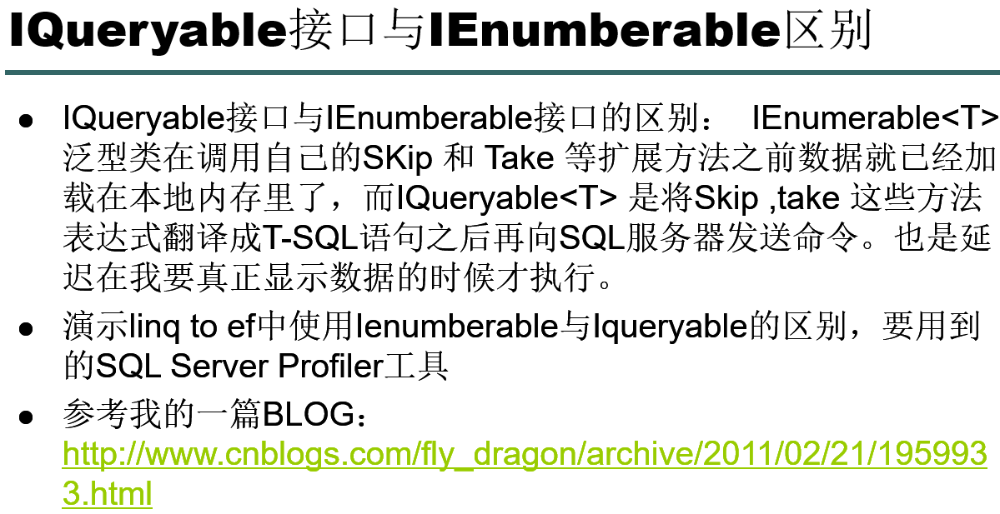 IQueryable接口与IEnumberable区别
● IQueryable接口与IEnumberable接口的区别： IEnumerable<T>
泛型类在调用自己的SKip 和 Take 等扩展方法之前数据就已经加
载在本地内存里了，而IQueryable<T> 是将Skip ,take 这些方法
表达式翻译成T-SQL语句之后再向SQL服务器发送命令。也是延
迟在我要真正显示数据的时候才执行。
● 演示linq to ef中使用Ienumberable与Iqueryable的区别，要用到
的SQL Server Profiler工具
● 参考我的一篇BLOG：
http://www.cnblogs.com/fly_dragon/archive/2011/02/21/195993
3.html